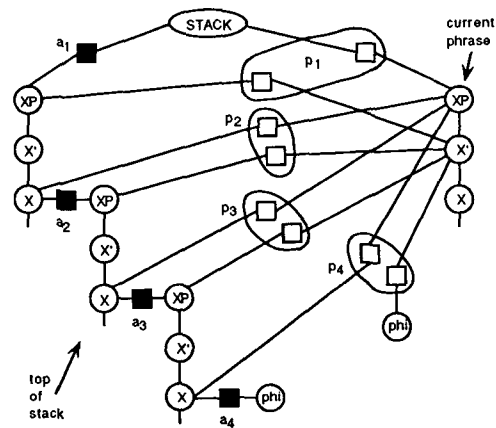 STACK
current
phrase
a1
p1
XP
XP
p2
X'
X'
X
a2
XP
X
p3
X'
p4
X
a3
XP
phi
X'
top
of
stack
X
a4
phi